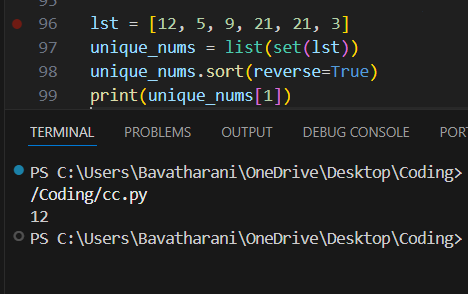 96 lst = [12, 5, 9, 21, 21, 3]
97 unique_nums = list(set(lst))
98 unique_nums.sort(reverse=True)
99 print(unique_nums[1])
TERMINAL PROBLEMS OUTPUT DEBUG CONSOLE POR
PS C:\Users\Bavatharani\OneDrive\Desktop\Coding>
/Coding/cc.py
12
PS C:\Users\Bavatharani\OneDrive\Desktop\Coding>